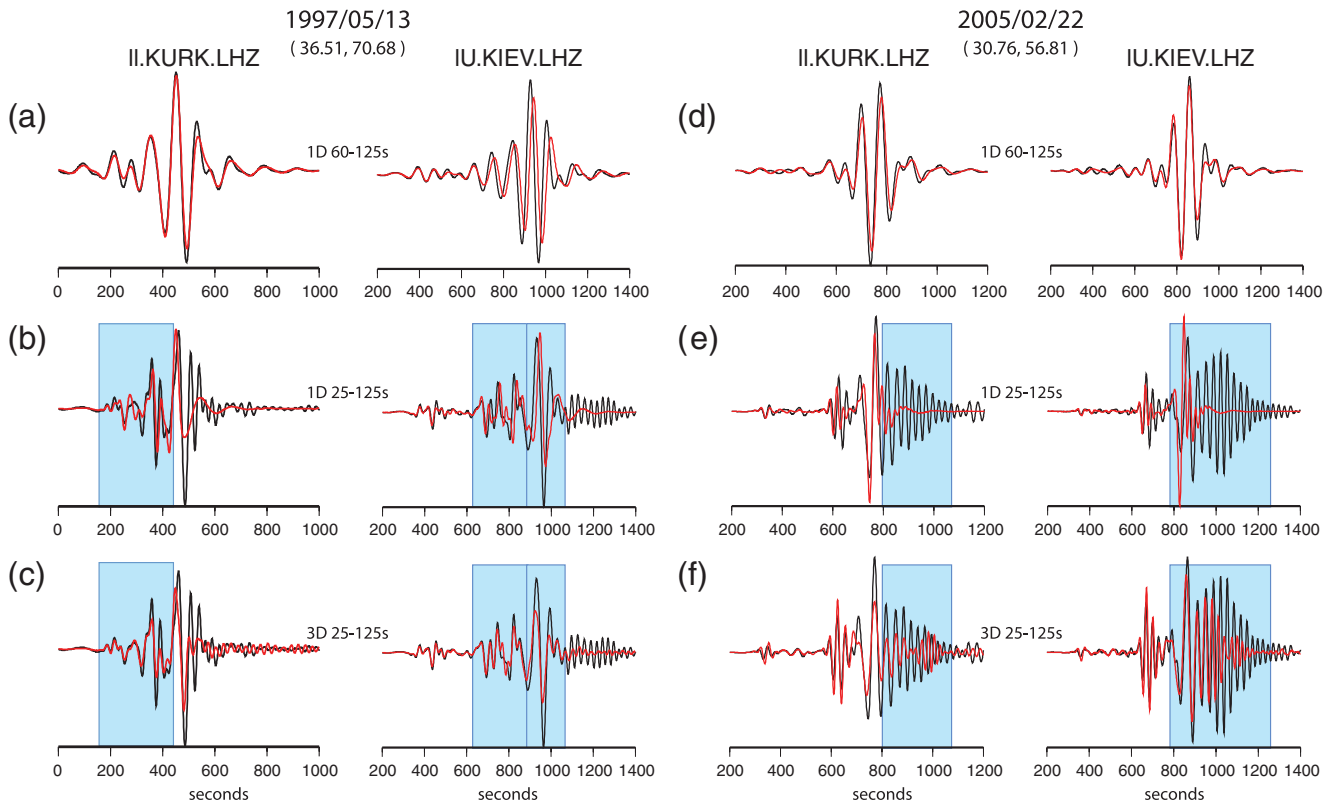 1997/05/13
( 36.51, 70.68 )
2005/02/22
( 30.76, 56.81 )
II.KURK.LHZ
IU.KIEV.LHZ
II.KURK.LHZ
IU.KIEV.LHZ
(a)
1D 60-125s
(d)
1D 60-125s
0 200 400 600 800 1000
200 400 600 800 1000 1200 1400
200 400 600 800 1000 1200
200 400 600 800 1000 1200 1400
(b)
1D 25-125s
(e)
1D 25-125s
0 200 400 600 800 1000
200 400 600 800 1000 1200 1400
200 400 600 800 1000 1200
200 400 600 800 1000 1200 1400
(c)
3D 25-125s
(f)
3D 25-125s
0 200 400 600 800 1000
200 400 600 800 1000 1200 1400
200 400 600 800 1000 1200
200 400 600 800 1000 1200 1400
seconds
seconds
seconds
seconds